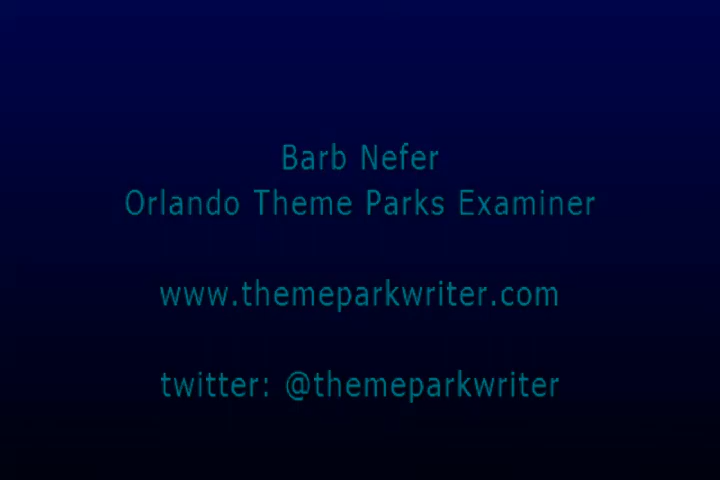 Barb Nefer
Orlando Theme Parks Examiner
www.themeparkwriter.com
twitter: @themeparkwriter